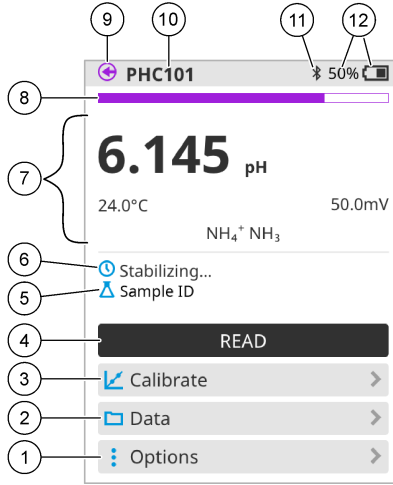 9 10 11 12
PHC101 50%
8
6.145 pH
7
24.0°C 50.0mV
NH₄⁺ NH₃
6 Stabilizing...
5 Sample ID
4 READ
3 Calibrate
2 Data
1 Options